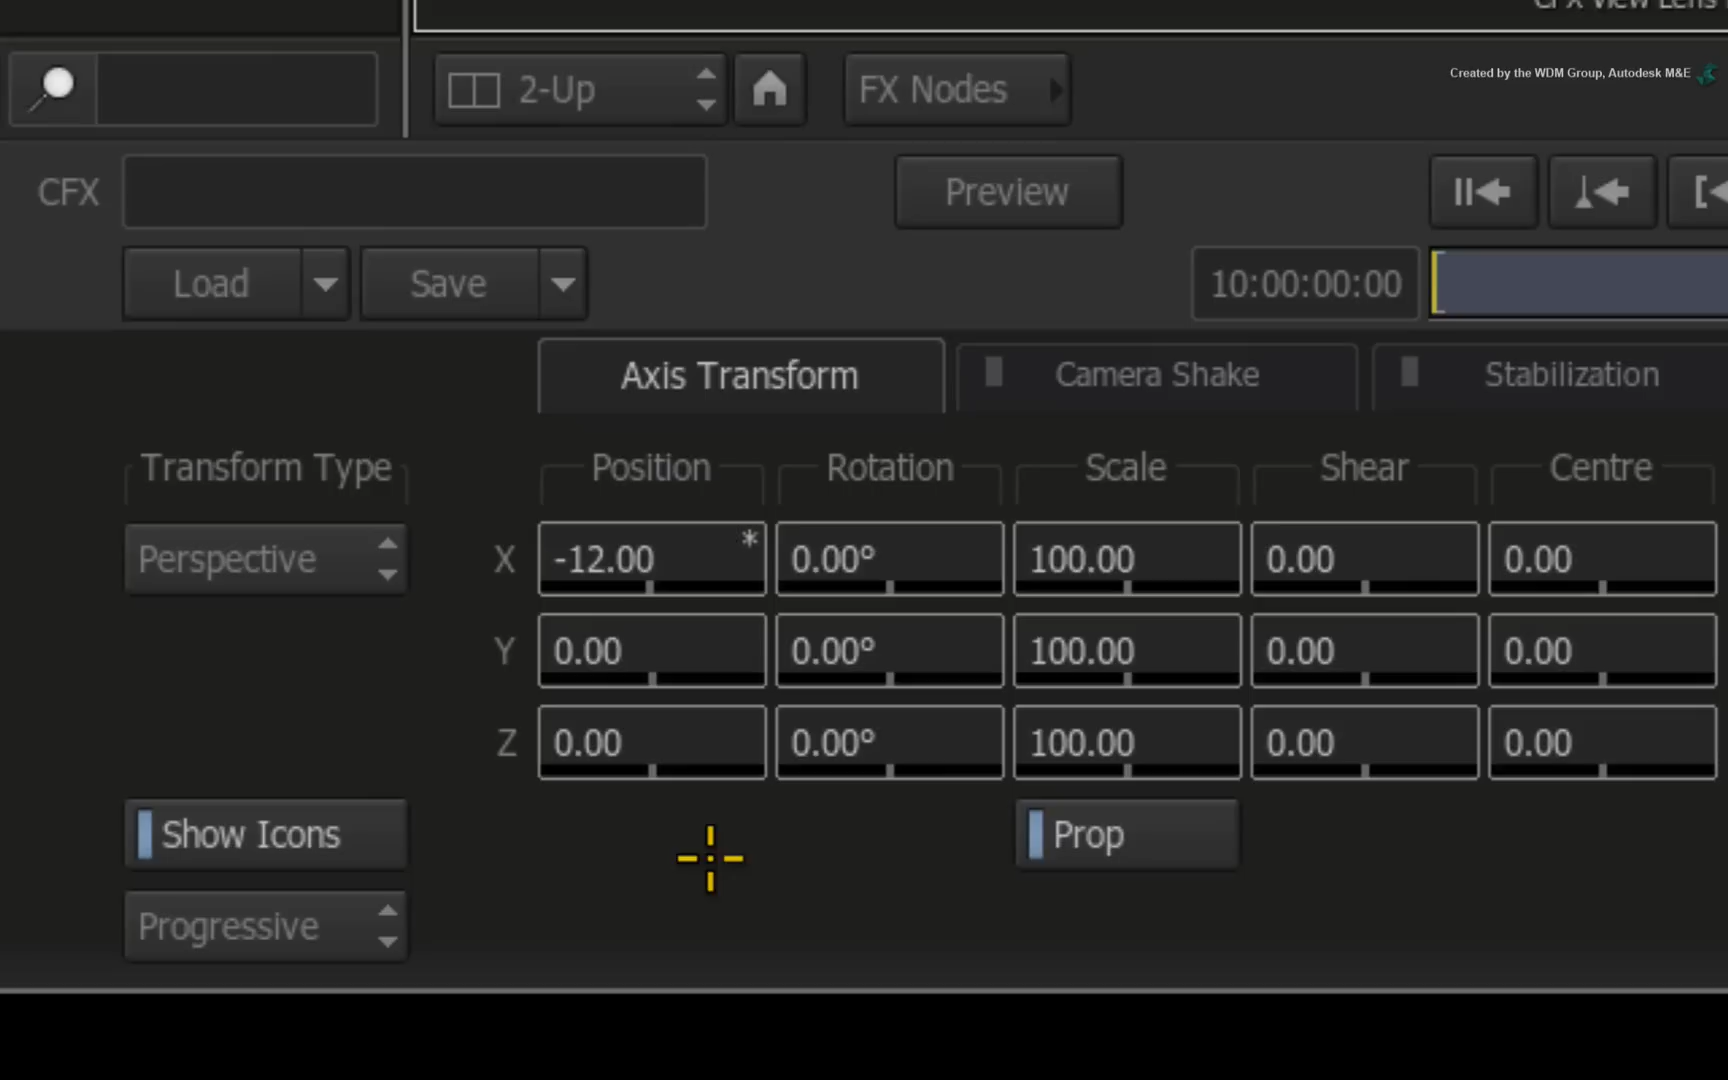 2-Up
FX Nodes
Created by the WDM Group, Autodesk M&E
CFX
Preview
Load
Save
10:00:00:00
Axis Transform
Camera Shake
Stabilization
Transform Type
Position
Rotation
Scale
Shear
Centre
Perspective
X
-12.00
*
0.00°
100.00
0.00
0.00
Y
0.00
0.00°
100.00
0.00
0.00
Z
0.00
0.00°
100.00
0.00
0.00
Show Icons
Prop
Progressive